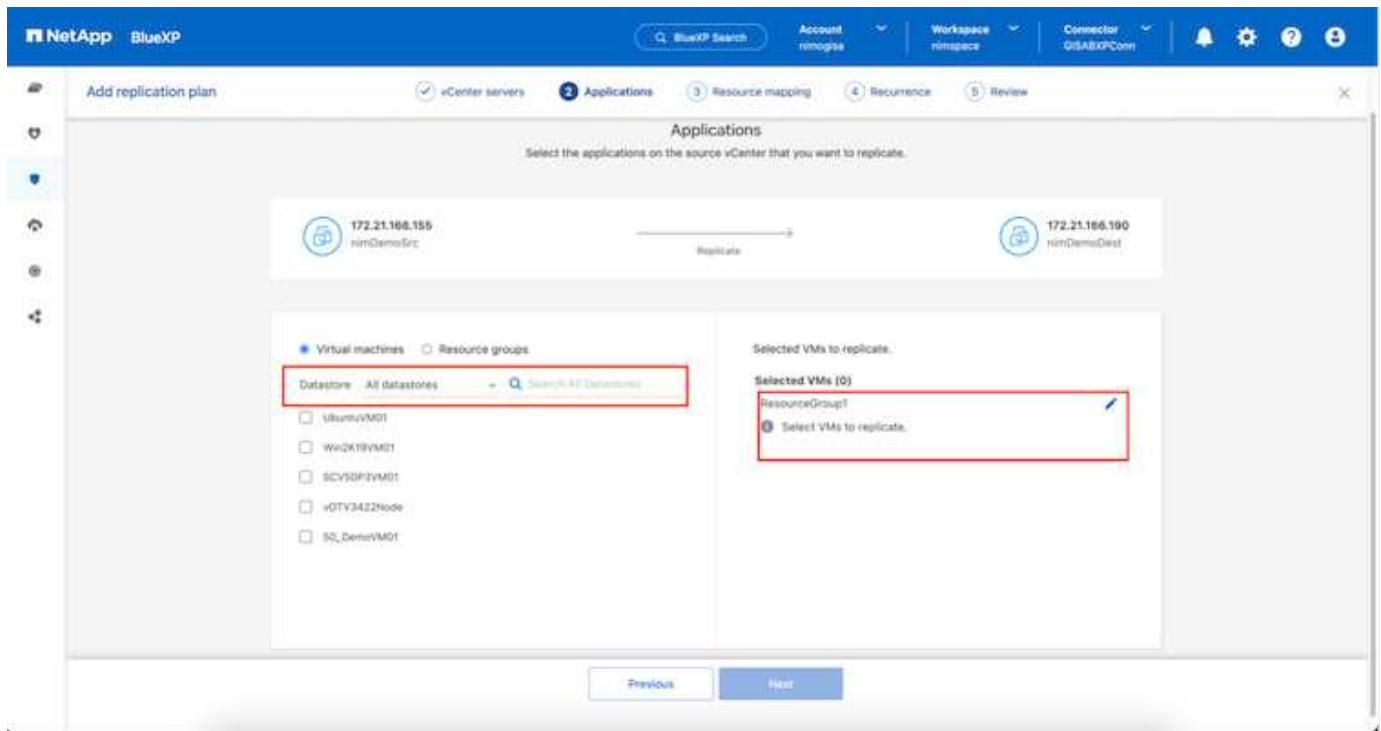 NetApp BlueXP
BlueXP Search
Account
nimogisa
Workspace
nimspace
Connector
GISABXPConn
Add replication plan
vCenter servers
2 Applications
3 Resource mapping
4 Recurrence
5 Review
Applications
Select the applications on the source vCenter that you want to replicate.
172.21.166.155
nimDemoSrc
Replicate
172.21.166.190
nimDemoDest
Virtual machines
Resource groups
Datastore All datastores
Search All Datastores
UbuntuVM01
Win2K19VM01
SCV50P3VM01
vOTV3422Node
50_DemoVM01
Selected VMs to replicate.
Selected VMs (0)
ResourceGroup1
Select VMs to replicate.
Previous
Next